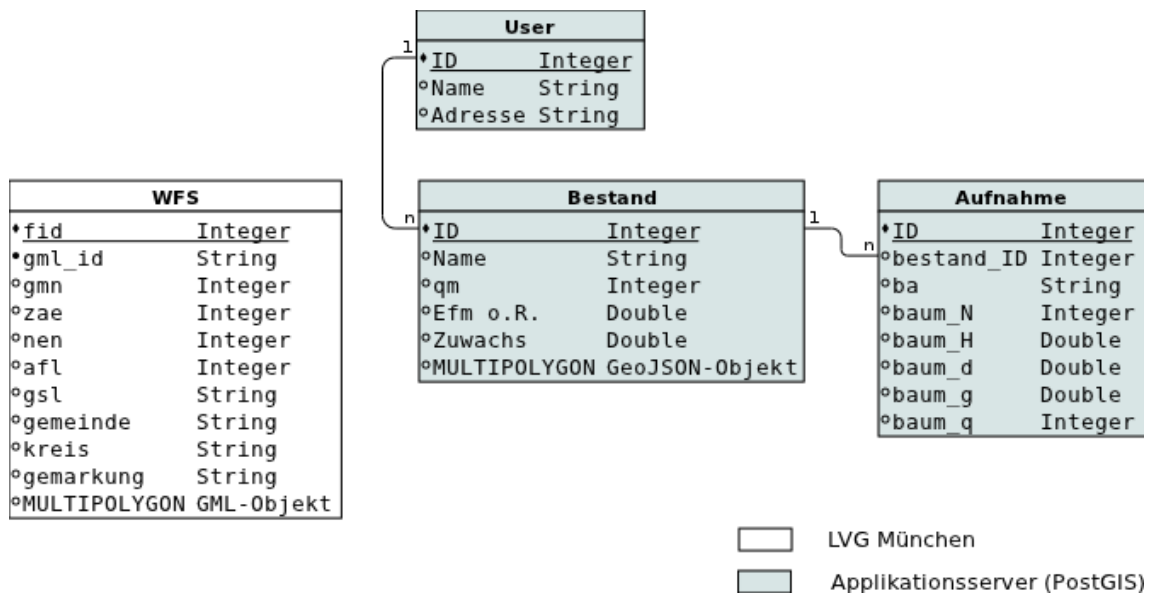 User
1
ID Integer
Name String
Adresse String
WFS
fid Integer
gml_id String
gmn Integer
zae Integer
nen Integer
afl Integer
gsl String
gemeinde String
kreis String
gemarkung String
MULTIPOLYGON GML-Objekt
n
Bestand
ID Integer
Name String
qm Integer
Efm o.R. Double
Zuwachs Double
MULTIPOLYGON GeoJSON-Objekt
1
n
Aufnahme
ID Integer
bestand_ID Integer
ba String
baum_N Integer
baum_H Double
baum_d Double
baum_g Double
baum_q Integer
LVG München
Applikationsserver (PostGIS)